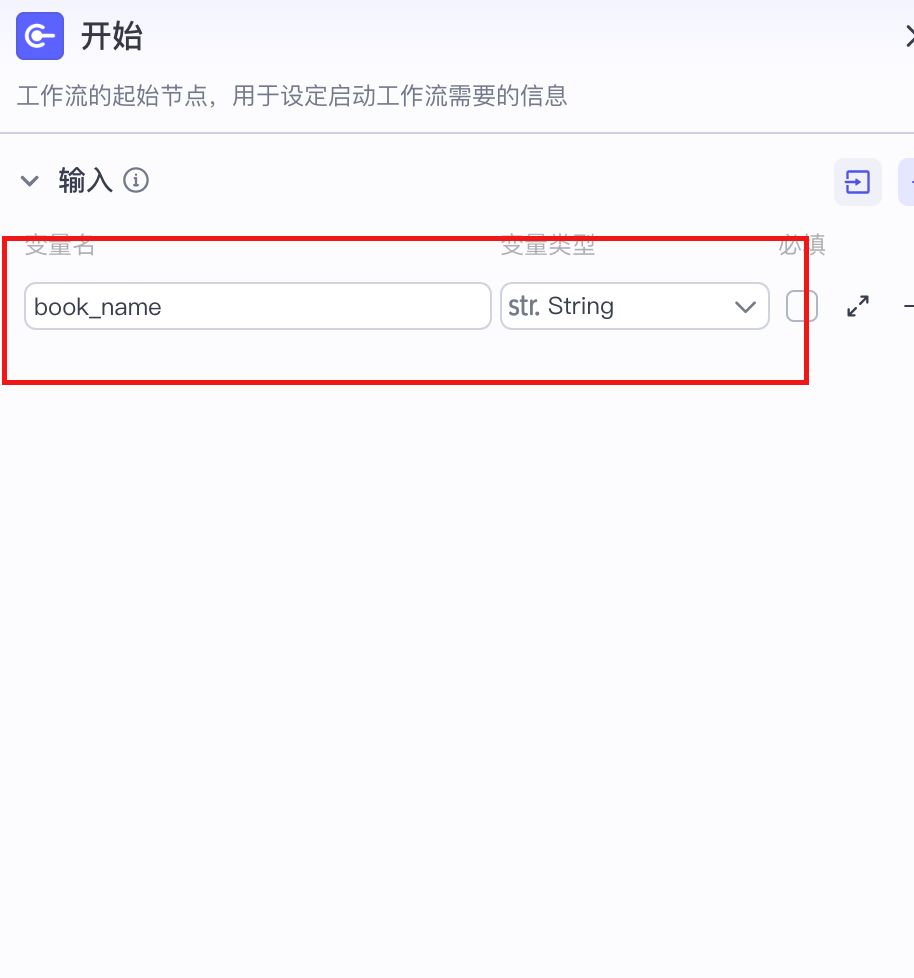 开始
工作流的起始节点，用于设定启动工作流需要的信息
输入
变量名 变量类型 必填
book_name str. String